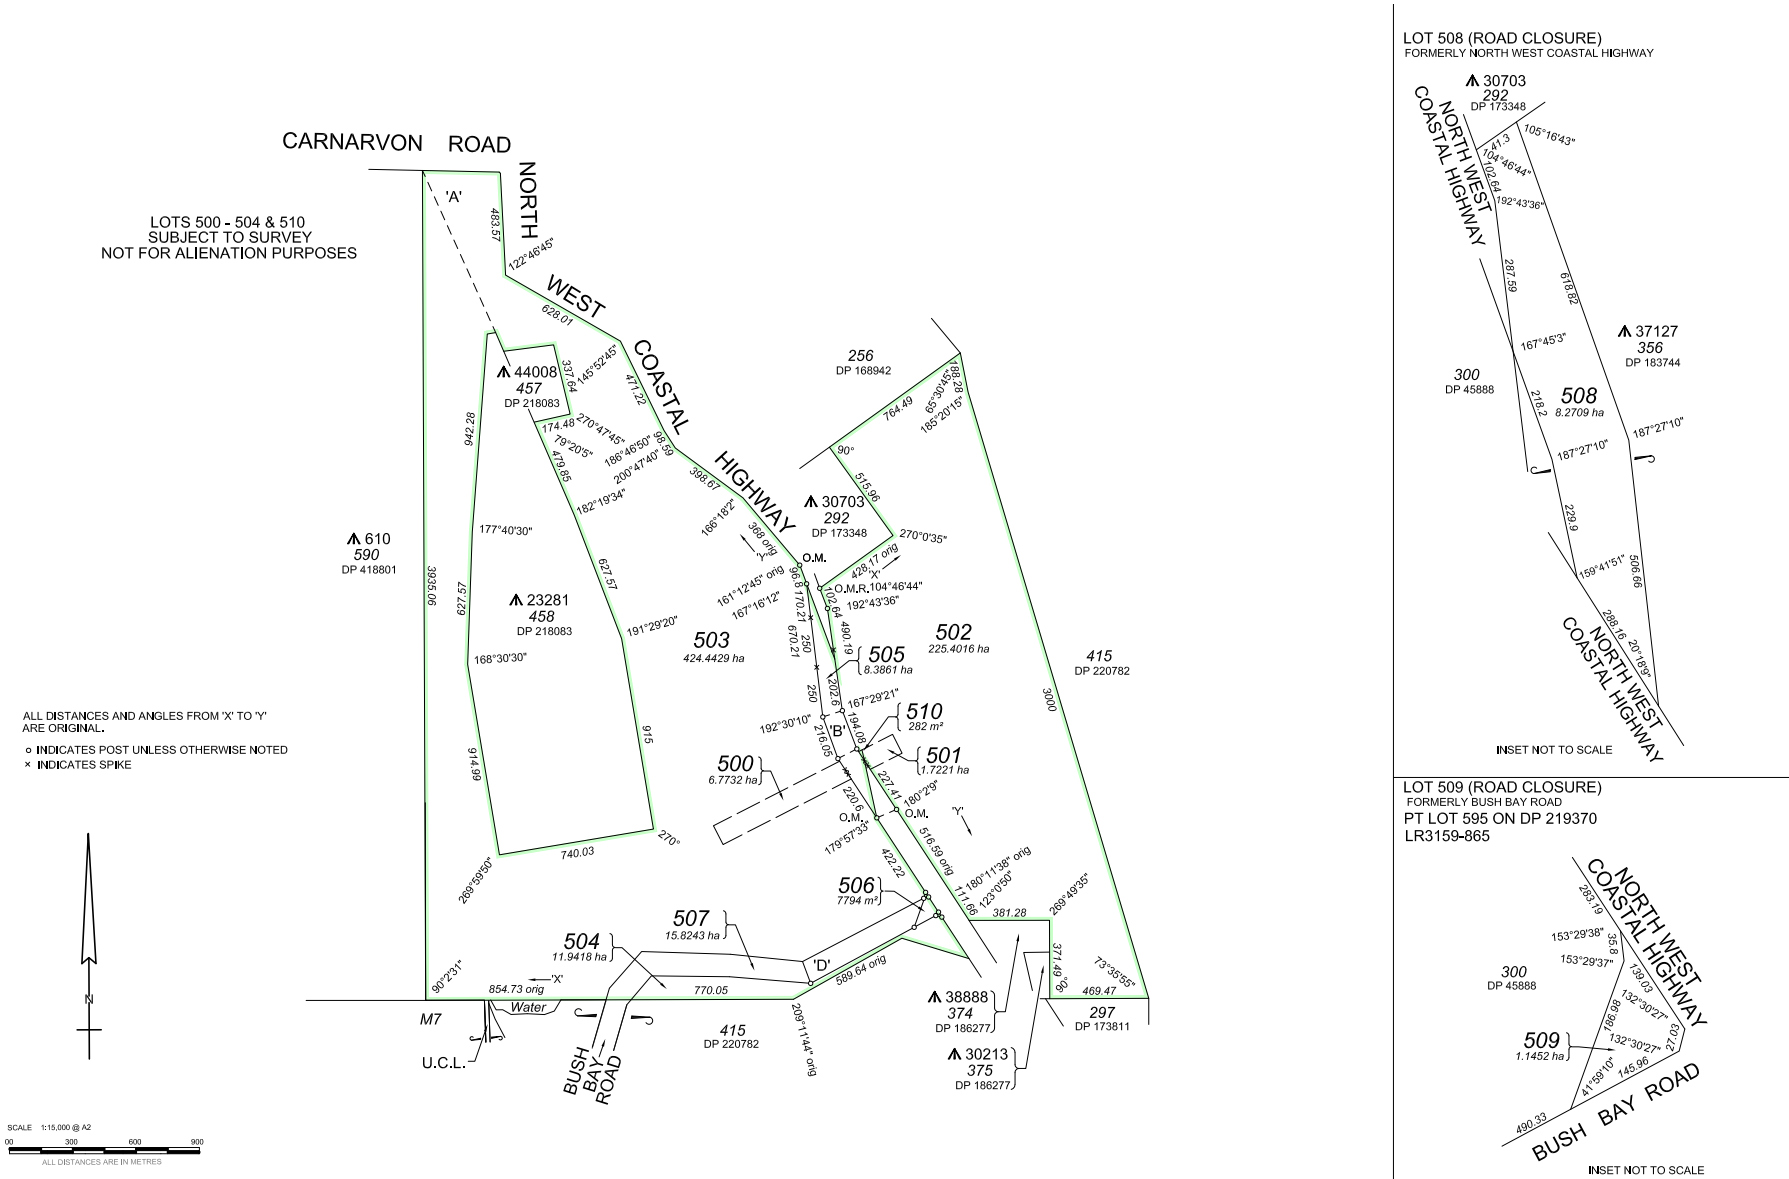 CARNARVON ROAD
NORTH
WEST
COASTAL
HIGHWAY
LOTS 500 - 504 & 510
SUBJECT TO SURVEY
NOT FOR ALIENATION PURPOSES
'A'
483.57
122°46'45"
628.01
44008
457
DP 218083
337.64
145°52'45"
471.22
98.59
174.48
270°47'45"
79°20'5"
186°46'50"
200°47'40"
479.85
182°19'34"
942.28
398.67
166°18'2"
368 orig
'Y'
256
DP 168942
764.49
188.28
65°30'45"
185°20'15"
90°
515.96
30703
292
DP 173348
270°0'35"
428.17 orig
'X'
O.M.
O.M.R.
104°46'44"
102.64
192°43'36"
96.8
170.21
161°12'45" orig
167°16'12"
250
670.21
490.19
610
590
DP 418801
177°40'30"
3935.06
627.57
627.57
23281
458
DP 218083
191°29'20"
168°30'30"
503
424.4429 ha
502
225.4016 ha
505
8.3861 ha
415
DP 220782
3000
250
202.6
167°29'21"
192°30'10"
'B'
194.08
216.05
510
282 m²
501
1.7221 ha
500
6.7732 ha
ALL DISTANCES AND ANGLES FROM 'X' TO 'Y'
ARE ORIGINAL.
INDICATES POST UNLESS OTHERWISE NOTED
INDICATES SPIKE
914.99
915
220.6
227.41
180°2'9"
O.M.
O.M.
'Y'
179°57'33"
516.59 orig
422.22
740.03
270°
269°59'50"
180°11'38" orig
123°0'50"
111.66
381.28
269°49'35"
506
7794 m²
507
15.8243 ha
504
11.9418 ha
'D'
589.64 orig
371.49
90°
73°35'55"
469.47
90°2'31"
'X'
854.73 orig
770.05
Water
M7
U.C.L.
209°11'44" orig
415
DP 220782
BUSH
BAY
ROAD
38888
374
DP 186277
30213
375
DP 186277
297
DP 173811
N
SCALE 1:15,000 @ A2
00 300 600 900
ALL DISTANCES ARE IN METRES
LOT 508 (ROAD CLOSURE)
FORMERLY NORTH WEST COASTAL HIGHWAY
30703
292
DP 173348
NORTH WEST
COASTAL HIGHWAY
41.3
105°16'43"
104°46'44"
102.64
192°43'36"
287.59
618.82
167°45'3"
37127
356
DP 183744
300
DP 45888
218.2
508
8.2709 ha
187°27'10"
187°27'10"
229.9
159°41'51"
506.66
288.16
20°18'9"
NORTH WEST
COASTAL HIGHWAY
INSET NOT TO SCALE
LOT 509 (ROAD CLOSURE)
FORMERLY BUSH BAY ROAD
PT LOT 595 ON DP 219370
LR3159-865
NORTH WEST
COASTAL HIGHWAY
283.19
153°29'38"
35.8
153°29'37"
300
DP 45888
139.03
132°30'27"
186.98
27.03
132°30'27"
509
1.1452 ha
41°59'10"
145.96
490.33
BUSH BAY ROAD
INSET NOT TO SCALE